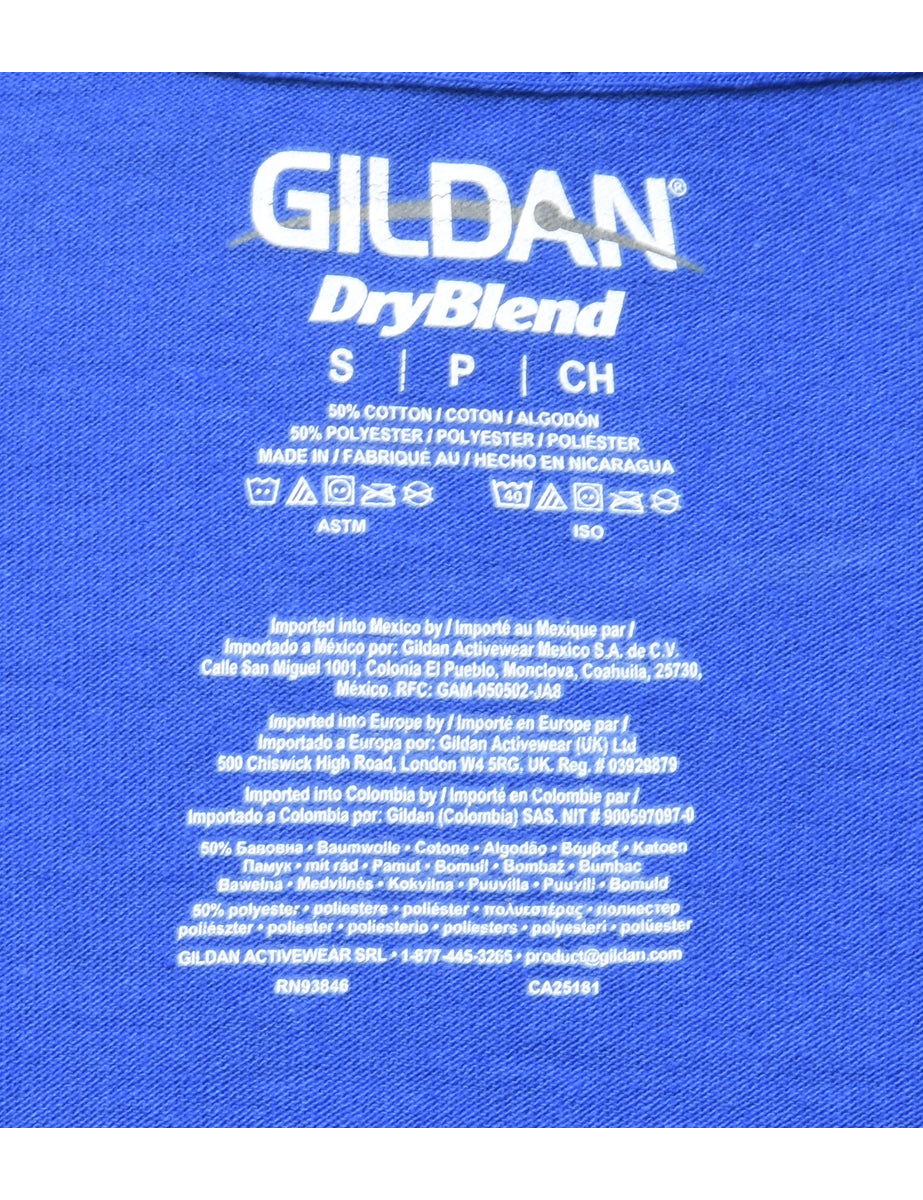 GILDAN®
DryBlend
S | P | CH
50% COTTON / COTON / ALGODÓN
50% POLYESTER / POLYESTER / POLIÉSTER
MADE IN / FABRIQUÉ AU / HECHO EN NICARAGUA
40
ASTM ISO
Imported into Mexico by / Importé au Mexique par /
Importado a México por: Gildan Activewear Mexico S.A. de C.V.
Calle San Miguel 1001, Colonia El Pueblo, Monclova, Coahuila, 25730,
México. RFC: GAM-050502-JA8
Imported into Europe by / Importé en Europe par /
Importado a Europa por: Gildan Activewear (UK) Ltd
500 Chiswick High Road, London W4 5RG, UK. Reg. # 03929879
Imported into Colombia by / Importé en Colombie par /
Importado a Colombia por: Gildan (Colombia) SAS. NIT # 900597097-0
50% Бавовна • Baumwolle • Cotone • Algodão • Βάμβαξ • Katoen
Памук • mit rád • Pamut • Bomull • Bombaž • Bumbac
Bawełna • Medvilnės • Kokvilna • Puuvilla • Puuvill • Bomuld
50% polyester • poliestere • poliéster • πολυεστέρας • полиестер
poliészter • poliester • poliesterio • poliesters • polyesteri • polüester
GILDAN ACTIVEWEAR SRL • 1-877-445-3265 • product@gildan.com
RN93846 CA25181